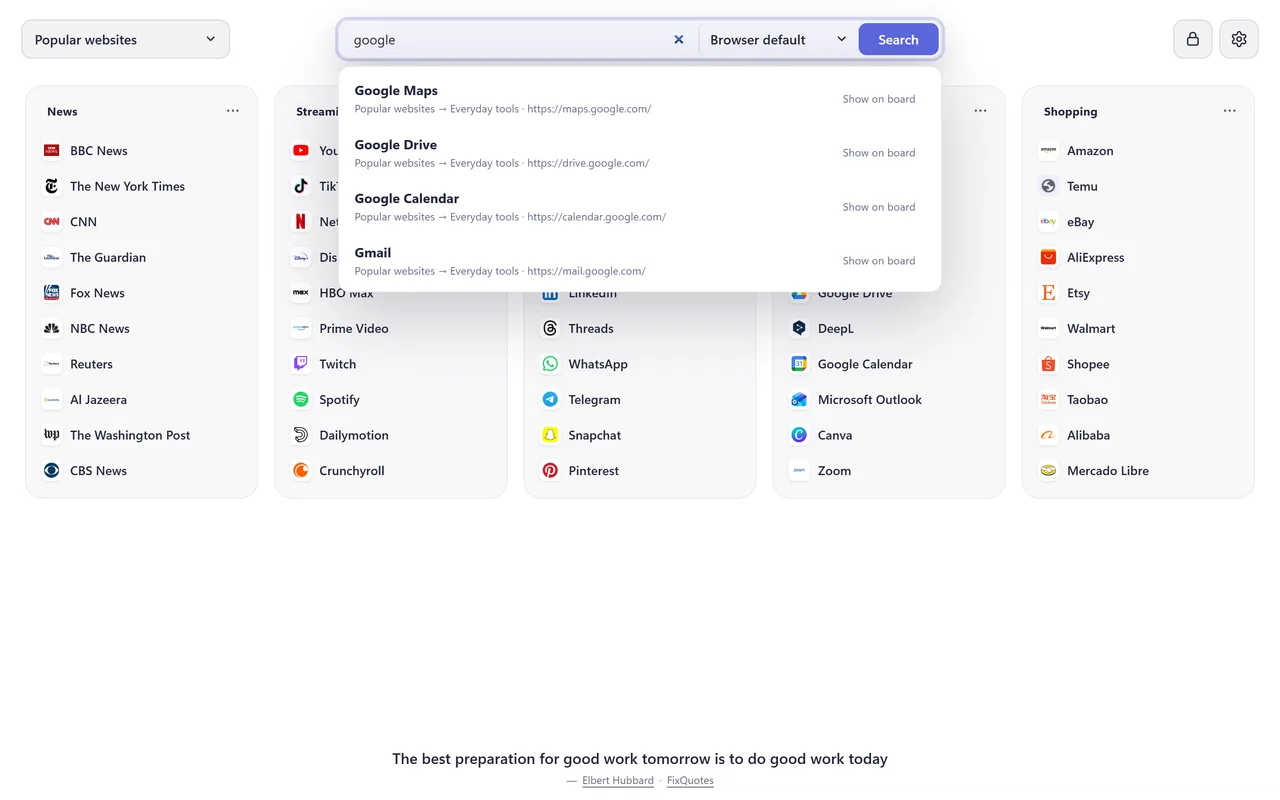 Popular websites
google
Browser default
Search
Google Maps
Popular websites → Everyday tools · https://maps.google.com/
Show on board
Google Drive
Popular websites → Everyday tools · https://drive.google.com/
Show on board
Google Calendar
Popular websites → Everyday tools · https://calendar.google.com/
Show on board
Gmail
Popular websites → Everyday tools · https://mail.google.com/
Show on board
News
BBC News
The New York Times
CNN
The Guardian
Fox News
NBC News
Reuters
Al Jazeera
The Washington Post
CBS News
Streami
You
TikT
Net
Dis
HBO Max
Prime Video
Twitch
Spotify
Dailymotion
Crunchyroll
LinkedIn
Threads
WhatsApp
Telegram
Snapchat
Pinterest
Google Drive
DeepL
Google Calendar
Microsoft Outlook
Canva
Zoom
Shopping
Amazon
Temu
eBay
AliExpress
Etsy
Walmart
Shopee
Taobao
Alibaba
Mercado Libre
The best preparation for good work tomorrow is to do good work today
— Elbert Hubbard · FixQuotes